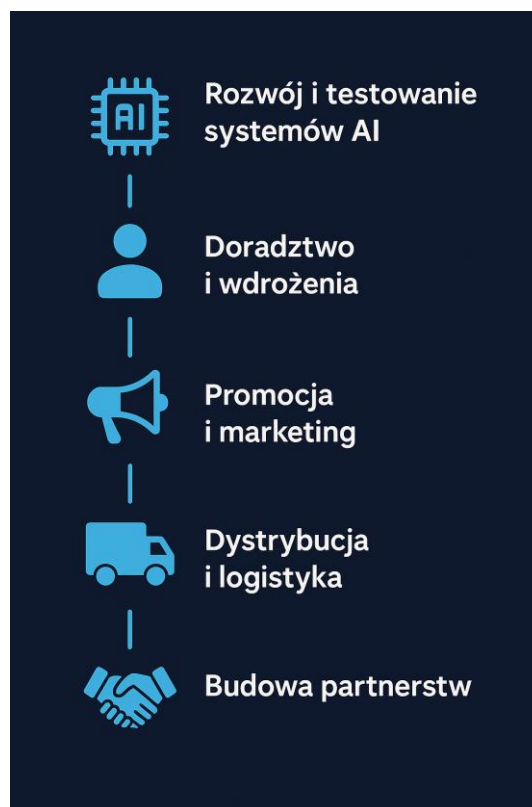 AI
Rozwój i testowanie
systemów AI
Doradztwo
i wdrożenia
Promocja
i marketing
Dystrybucja
i logistyka
Budowa partnerstw